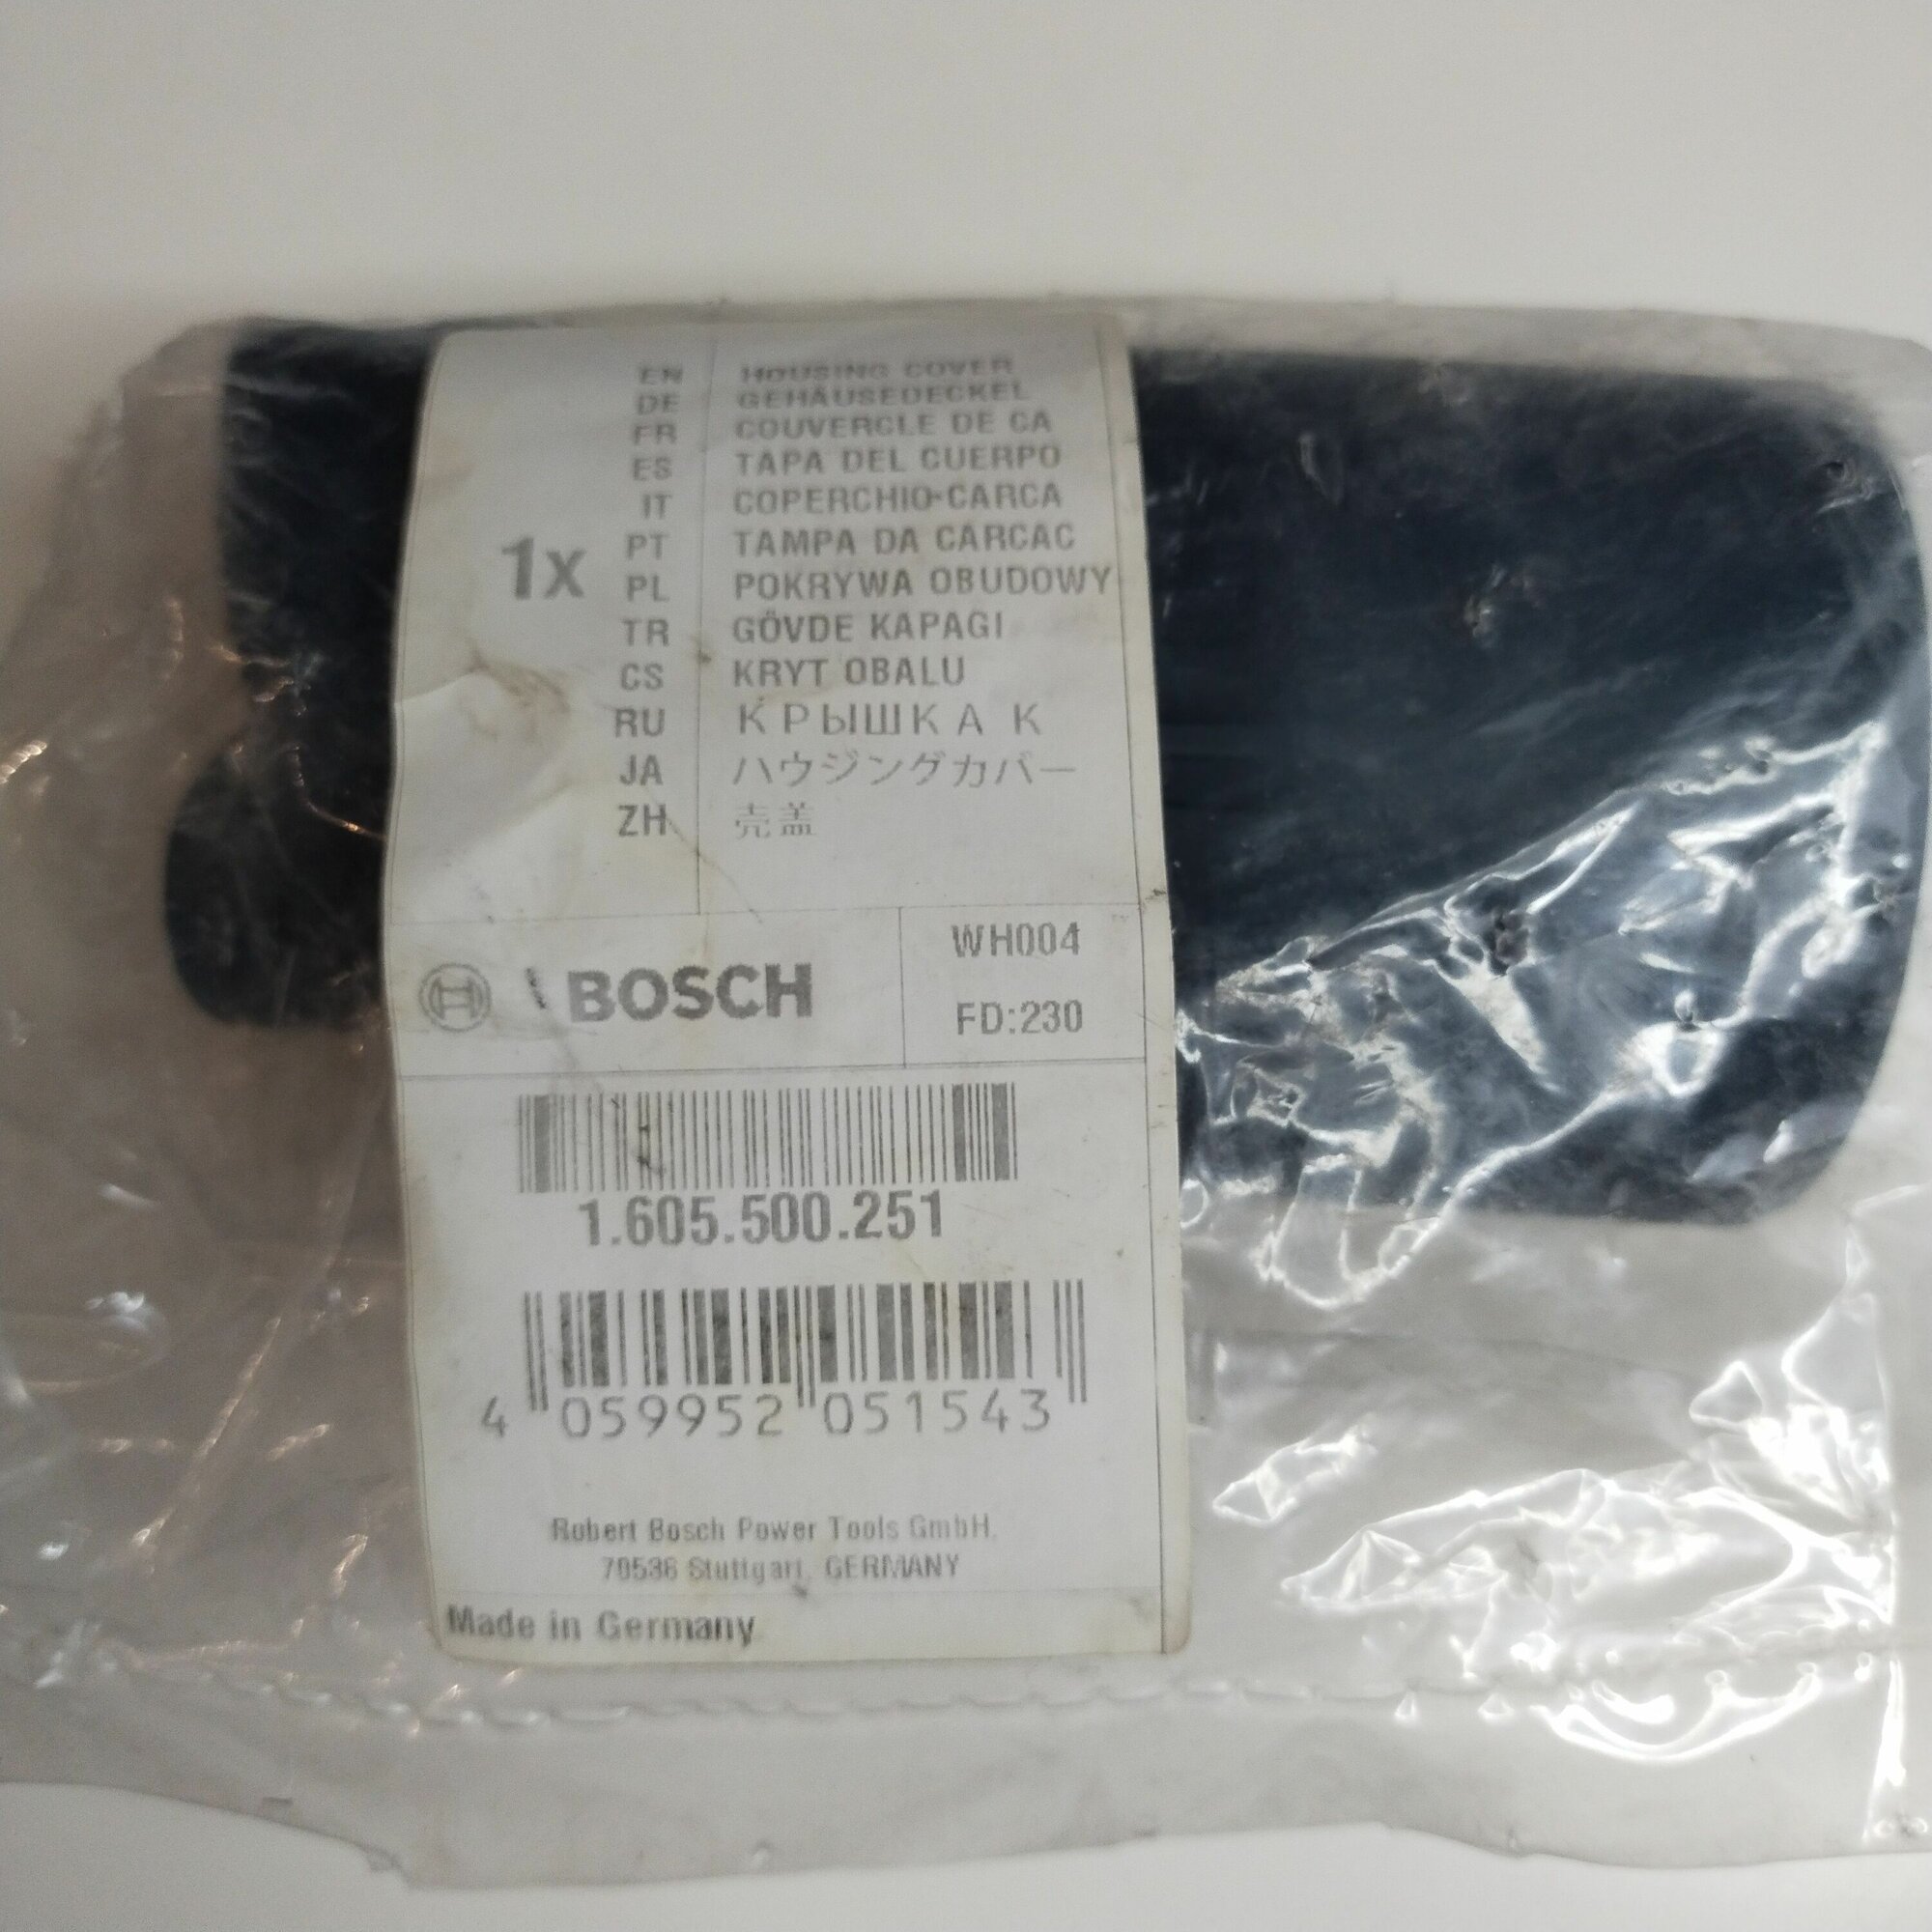 EN HOUSING COVER
DE GEHÄUSEDECKEL
FR COUVERCLE DE CA
ES TAPA DEL CUERPO
IT COPERCHIO-CARCA
1x PT TAMPA DA CARCAC
PL POKRYWA OBUDOWY
TR GÖVDE KAPAGI
CS KRYT OBALU
RU КРЫШКА К
JA ハウジングカバー
ZH 売盖
BOSCH
WH004
FD:230
1.605.500.251
4 059952 051543
Robert Bosch Power Tools GmbH,
70538 Stuttgart, GERMANY
Made in Germany